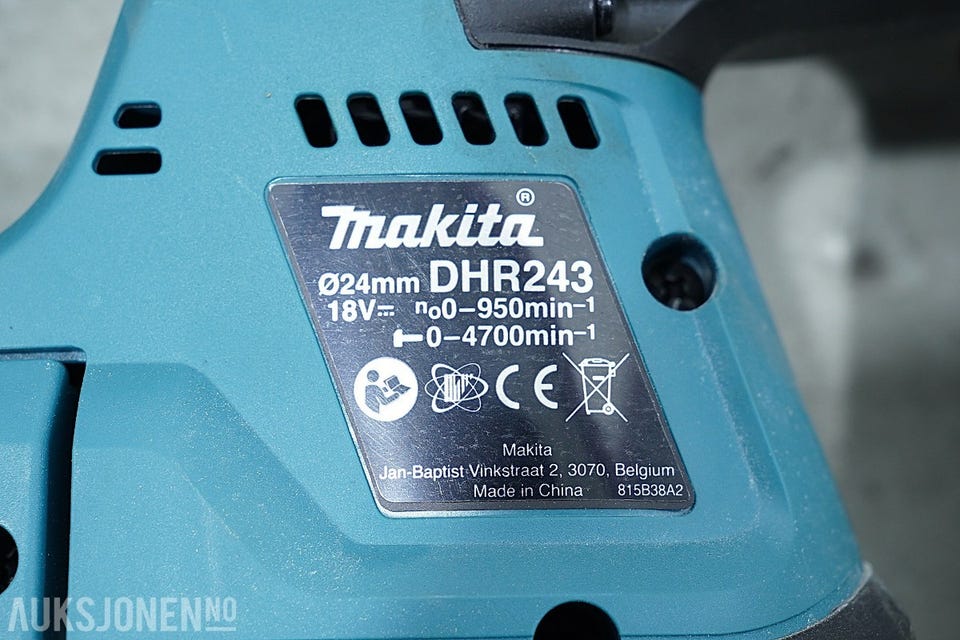 makita®
Ø24mm DHR243
18V⎓ n₀0–950min⁻¹
0–4700min⁻¹
CE
Makita
Jan-Baptist Vinkstraat 2, 3070, Belgium
Made in China 815B38A2
AUKSJONEN.NO